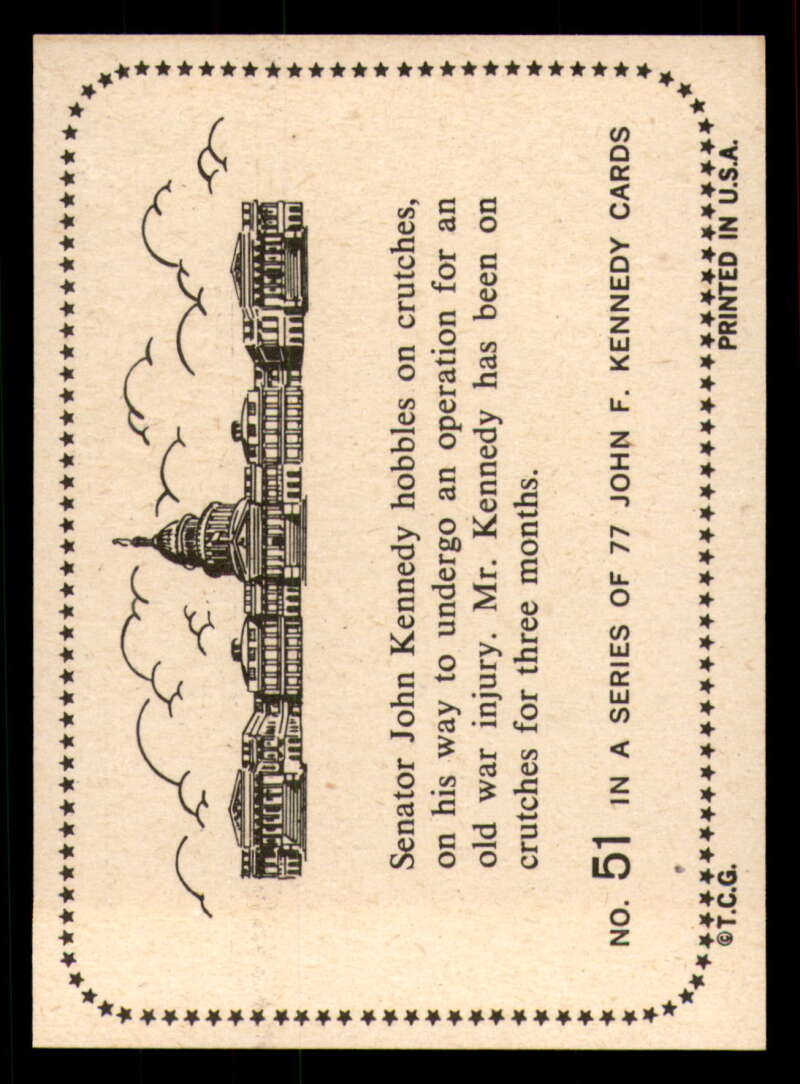 Senator John Kennedy hobbles on crutches,
on his way to undergo an operation for an
old war injury. Mr. Kennedy has been on
crutches for three months.
NO. 51 IN A SERIES OF 77 JOHN F. KENNEDY CARDS
©T.C.G. PRINTED IN U.S.A.